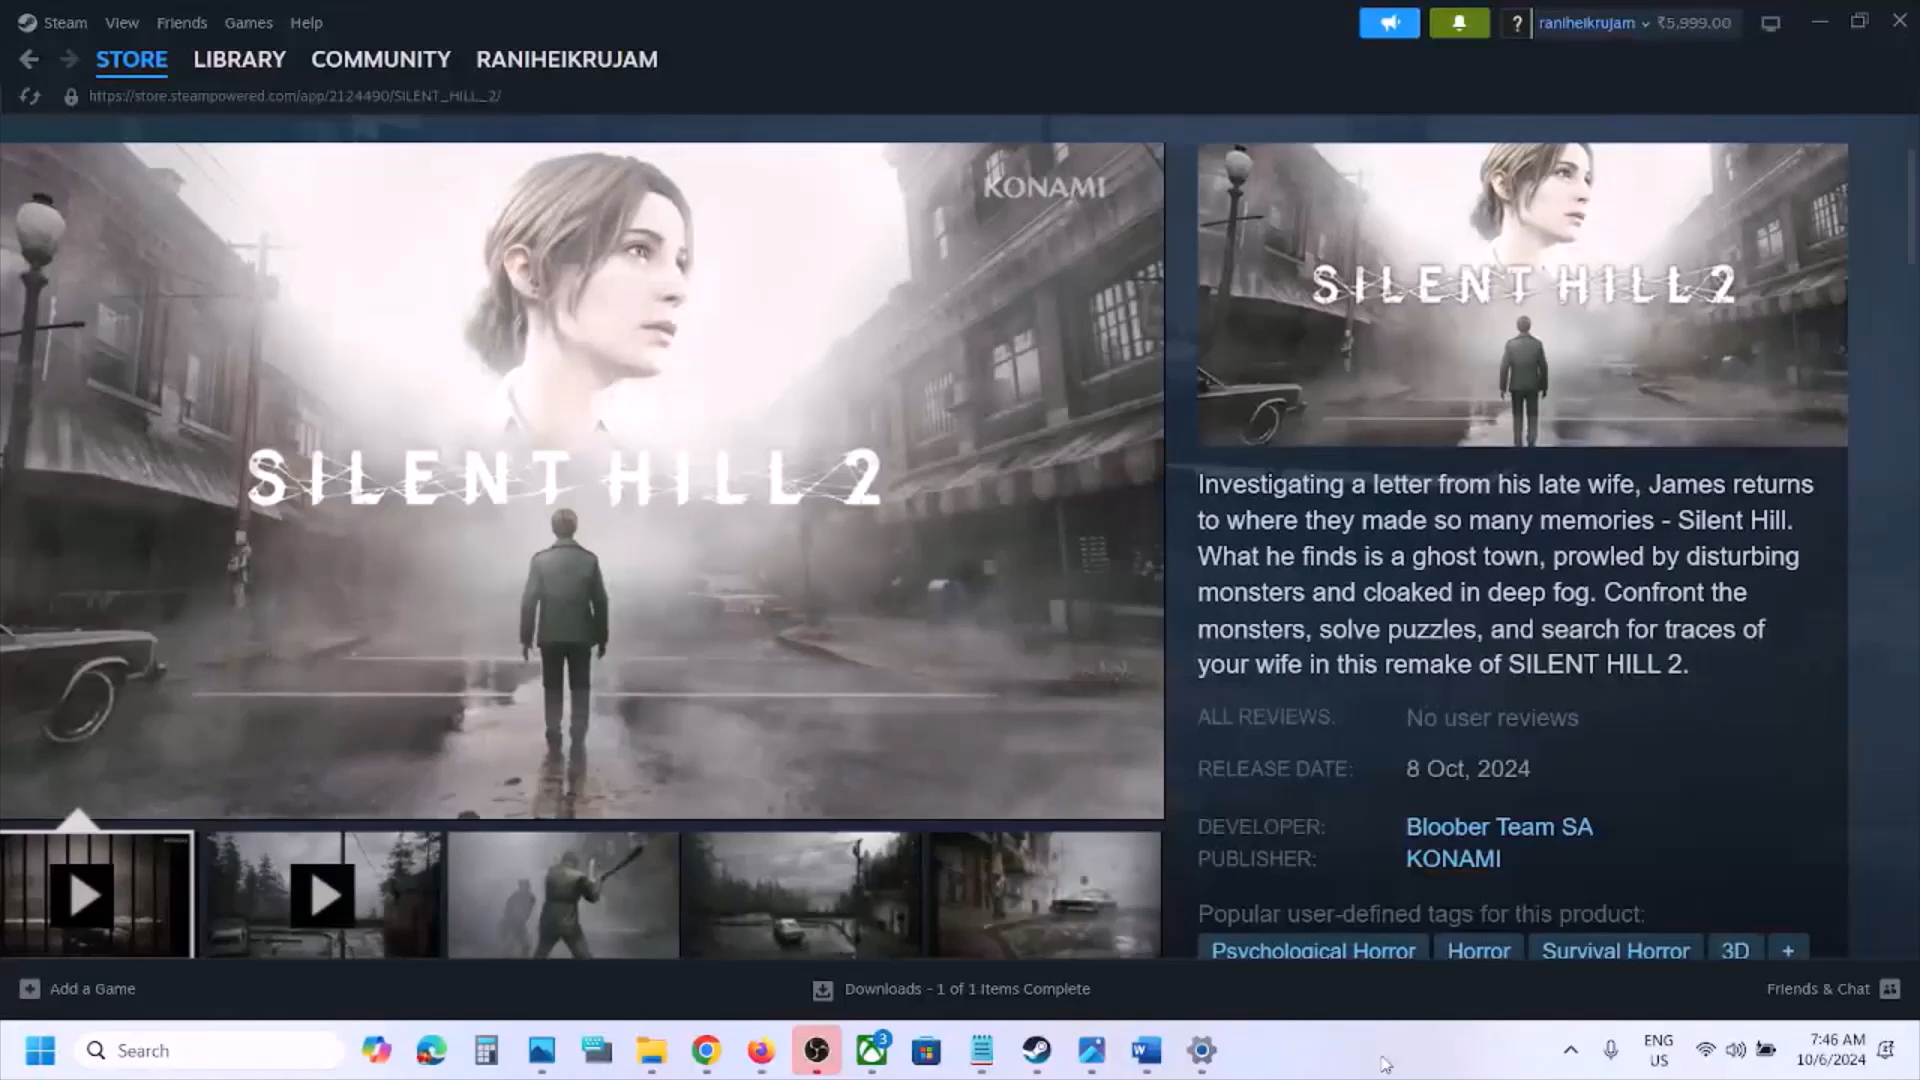 Steam View Friends Games Help
? raniheikrujam ₹5,999.00
STORE LIBRARY COMMUNITY RANIHEIKRUJAM
https://store.steampowered.com/app/2124490/SILENT_HILL_2/
KONAMI
SILENT HILL 2
SILENT HILL 2
Investigating a letter from his late wife, James returns
to where they made so many memories - Silent Hill.
What he finds is a ghost town, prowled by disturbing
monsters and cloaked in deep fog. Confront the
monsters, solve puzzles, and search for traces of
your wife in this remake of SILENT HILL 2.
ALL REVIEWS: No user reviews
RELEASE DATE: 8 Oct, 2024
DEVELOPER: Bloober Team SA
PUBLISHER: KONAMI
Popular user-defined tags for this product:
Psychological Horror Horror Survival Horror 3D +
Add a Game
Downloads - 1 of 1 Items Complete
Friends & Chat
Search
3
ENG
US
7:46 AM
10/6/2024